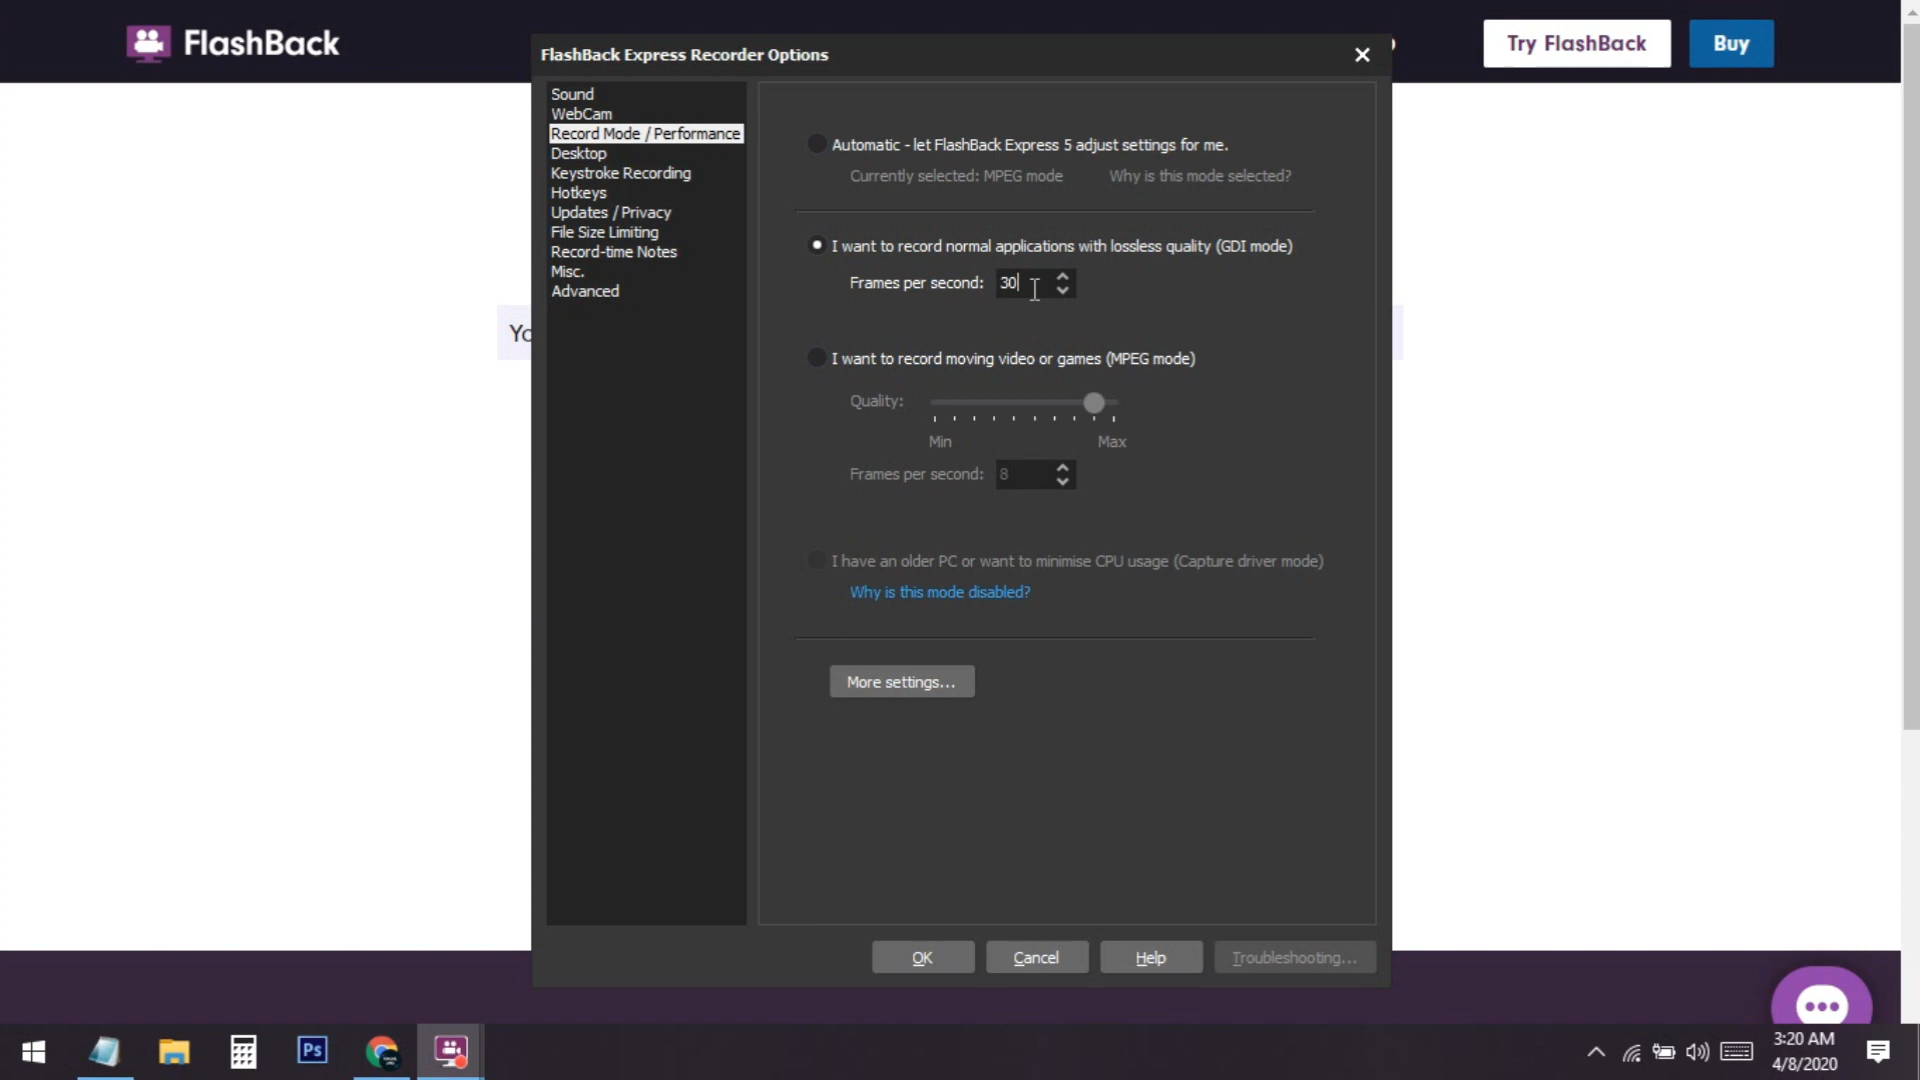 FlashBack
Try FlashBack
Buy
FlashBack Express Recorder Options
Sound
WebCam
Record Mode / Performance
Desktop
Keystroke Recording
Hotkeys
Updates / Privacy
File Size Limiting
Record-time Notes
Misc.
Advanced
Automatic - let FlashBack Express 5 adjust settings for me.
Currently selected: MPEG mode Why is this mode selected?
I want to record normal applications with lossless quality (GDI mode)
Frames per second: 30
I want to record moving video or games (MPEG mode)
Quality:
Min Max
Frames per second: 8
I have an older PC or want to minimise CPU usage (Capture driver mode)
Why is this mode disabled?
More settings...
OK Cancel Help Troubleshooting...
Ps
3:20 AM
4/8/2020